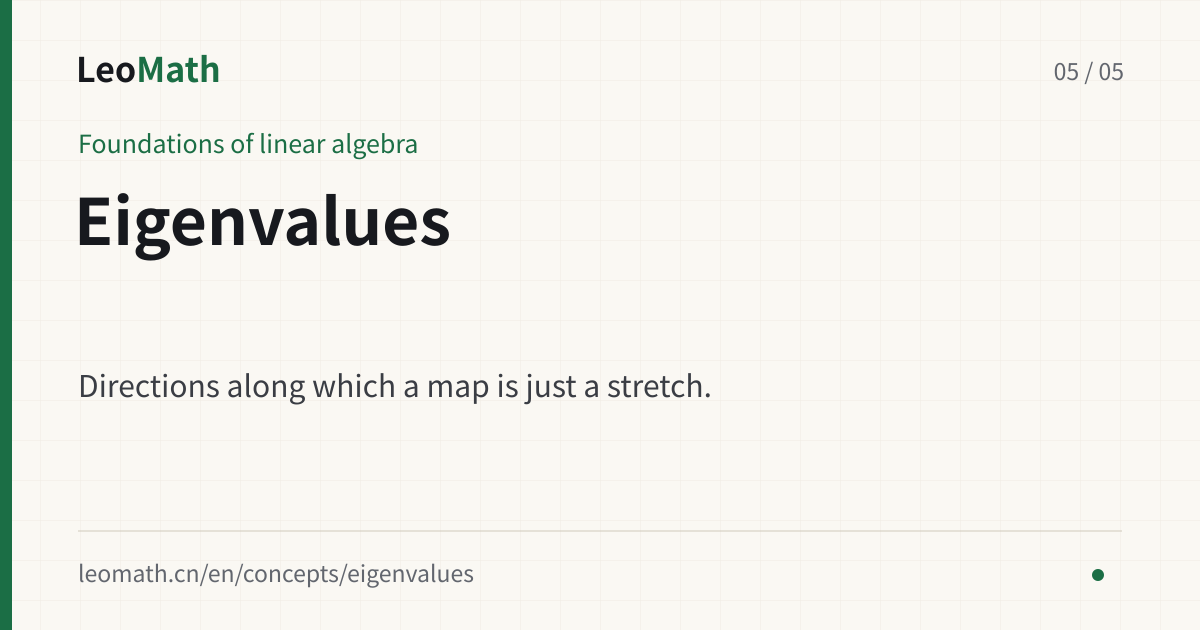 LeoMath
05 / 05
Foundations of linear algebra
Eigenvalues
Directions along which a map is just a stretch.
leomath.cn/en/concepts/eigenvalues